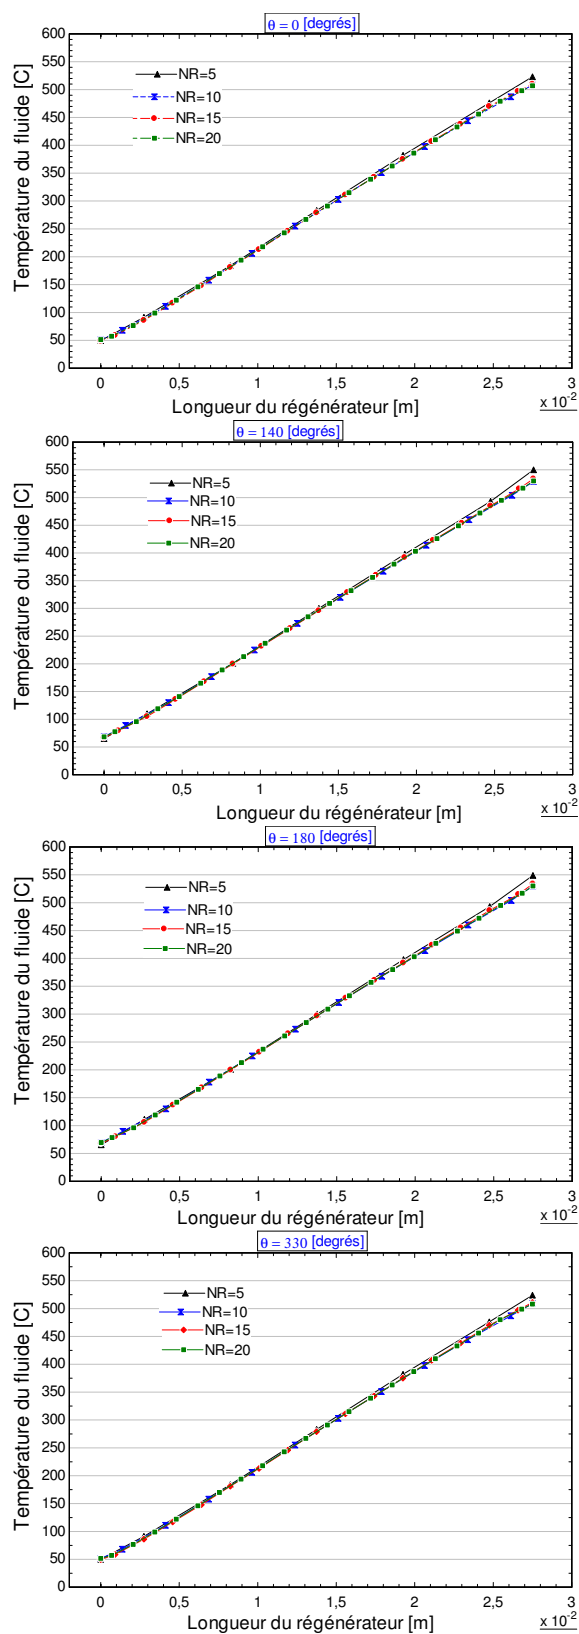 θ = 0 [degrés]
600
550
500
450
400
350
300
250
200
150
100
50
0
Température du fluide [C]
NR=5
NR=10
NR=15
NR=20
0 0,5 1 1,5 2 2,5 3
x 10-2
Longueur du régénérateur [m]
θ = 140 [degrés]
600
550
500
450
400
350
300
250
200
150
100
50
0
Température du fluide [C]
NR=5
NR=10
NR=15
NR=20
0 0,5 1 1,5 2 2,5 3
x 10-2
Longueur du régénérateur [m]
θ = 180 [degrés]
600
550
500
450
400
350
300
250
200
150
100
50
0
Température du fluide [C]
NR=5
NR=10
NR=15
NR=20
0 0,5 1 1,5 2 2,5 3
x 10-2
Longueur du régénérateur [m]
θ = 330 [degrés]
600
550
500
450
400
350
300
250
200
150
100
50
0
Température du fluide [C]
NR=5
NR=10
NR=15
NR=20
0 0,5 1 1,5 2 2,5 3
x 10-2
Longueur du régénérateur [m]